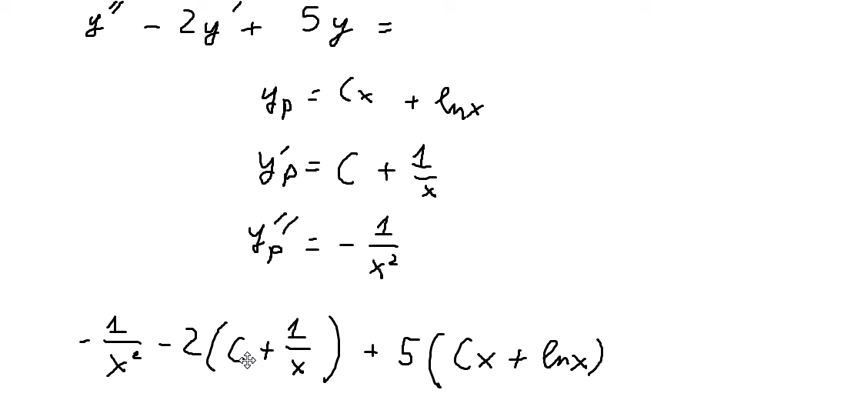 y'' - 2y' + 5y =
y_p = Cx + ln x
y'_p = C + 1/x
y''_p = - 1/x²
- 1/x² - 2(C + 1/x) + 5(Cx + ln x)